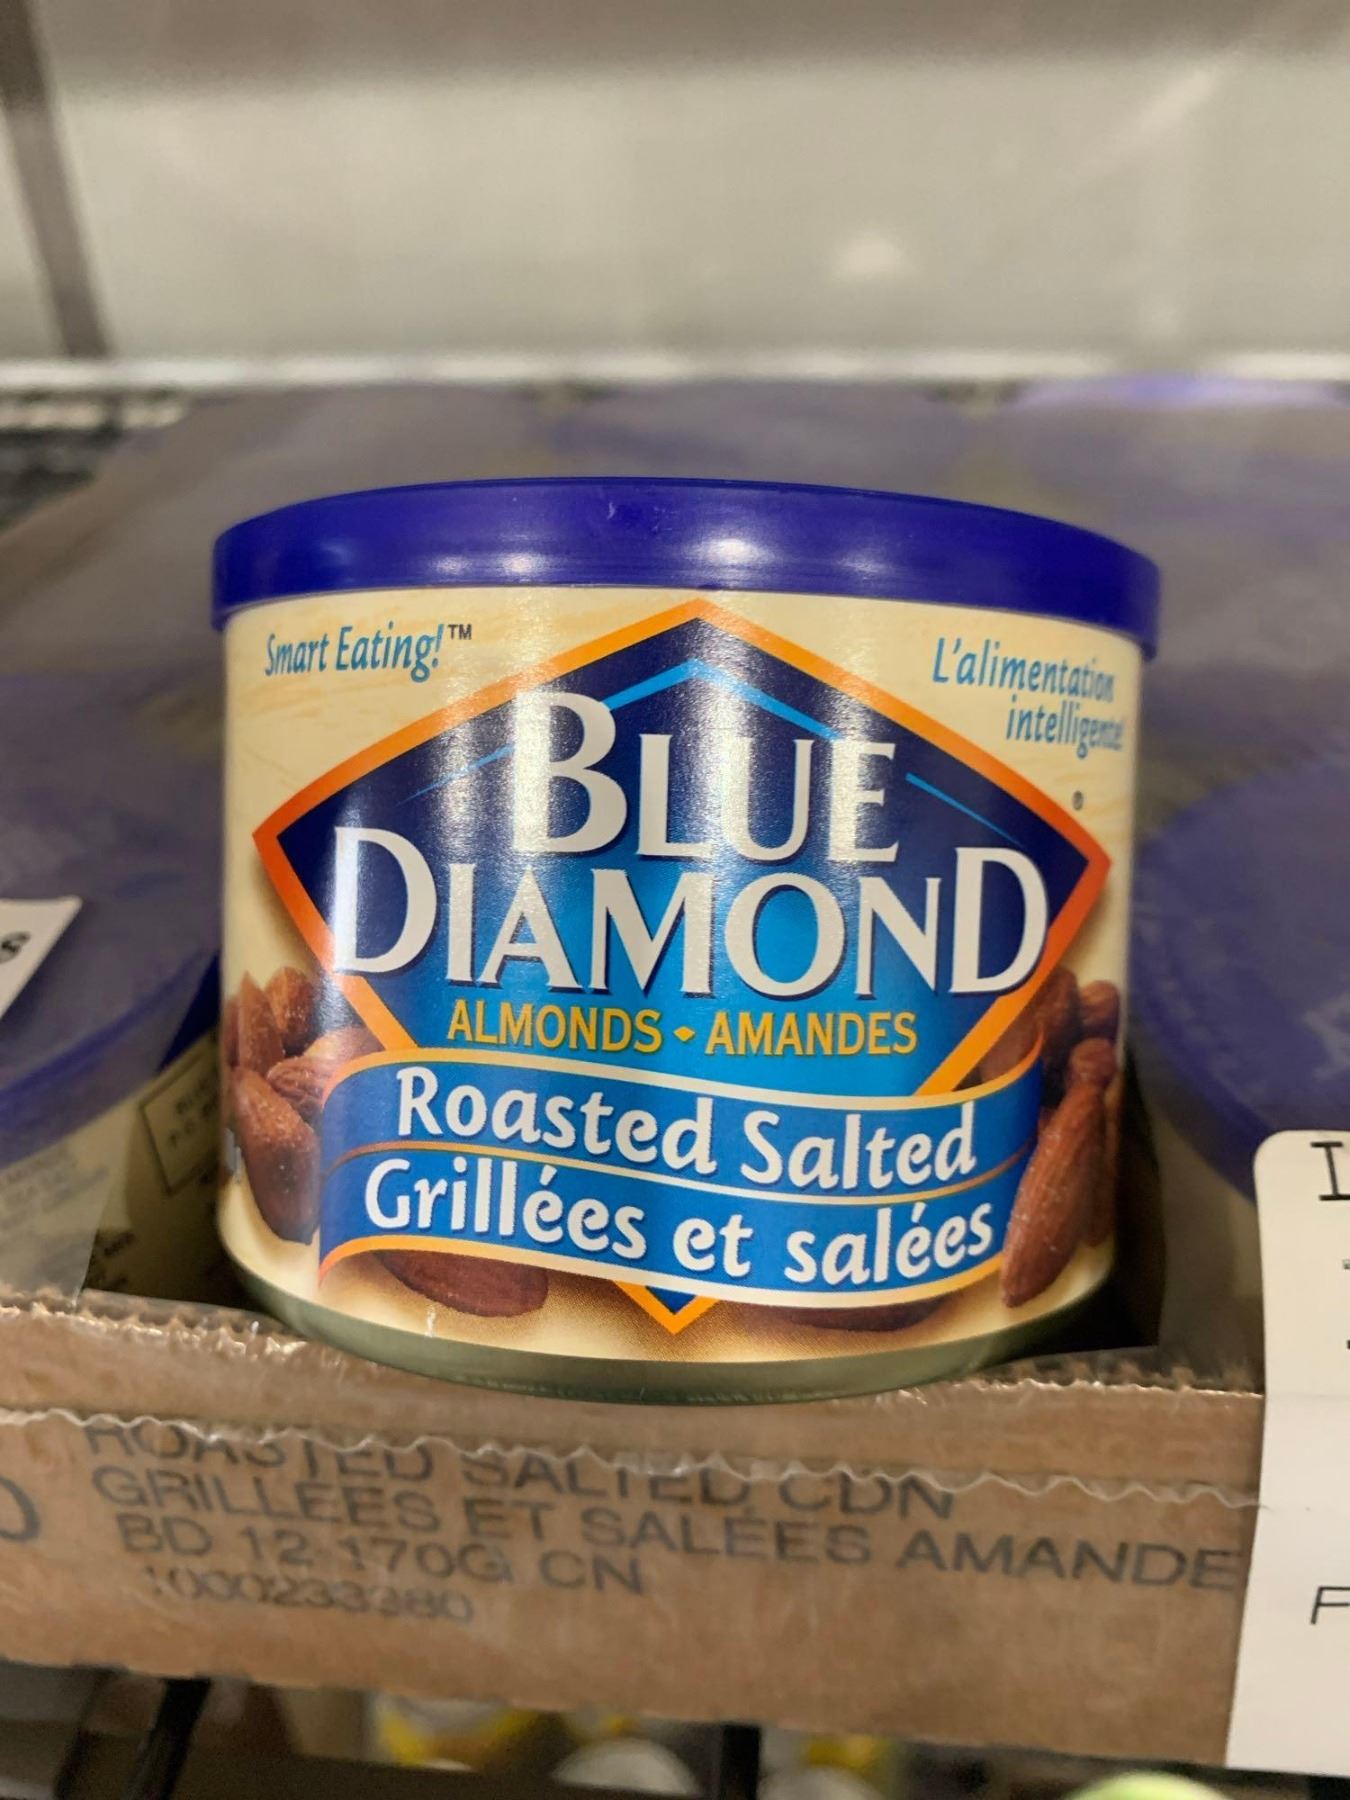 Smart Eating!™
L'alimentation
intelligente!
BLUE
DIAMOND
®
ALMONDS • AMANDES
Roasted Salted
Grillées et salées
ROASTED SALTED CDN
GRILLEES ET SALÉES AMANDE
BD 12 170G CN